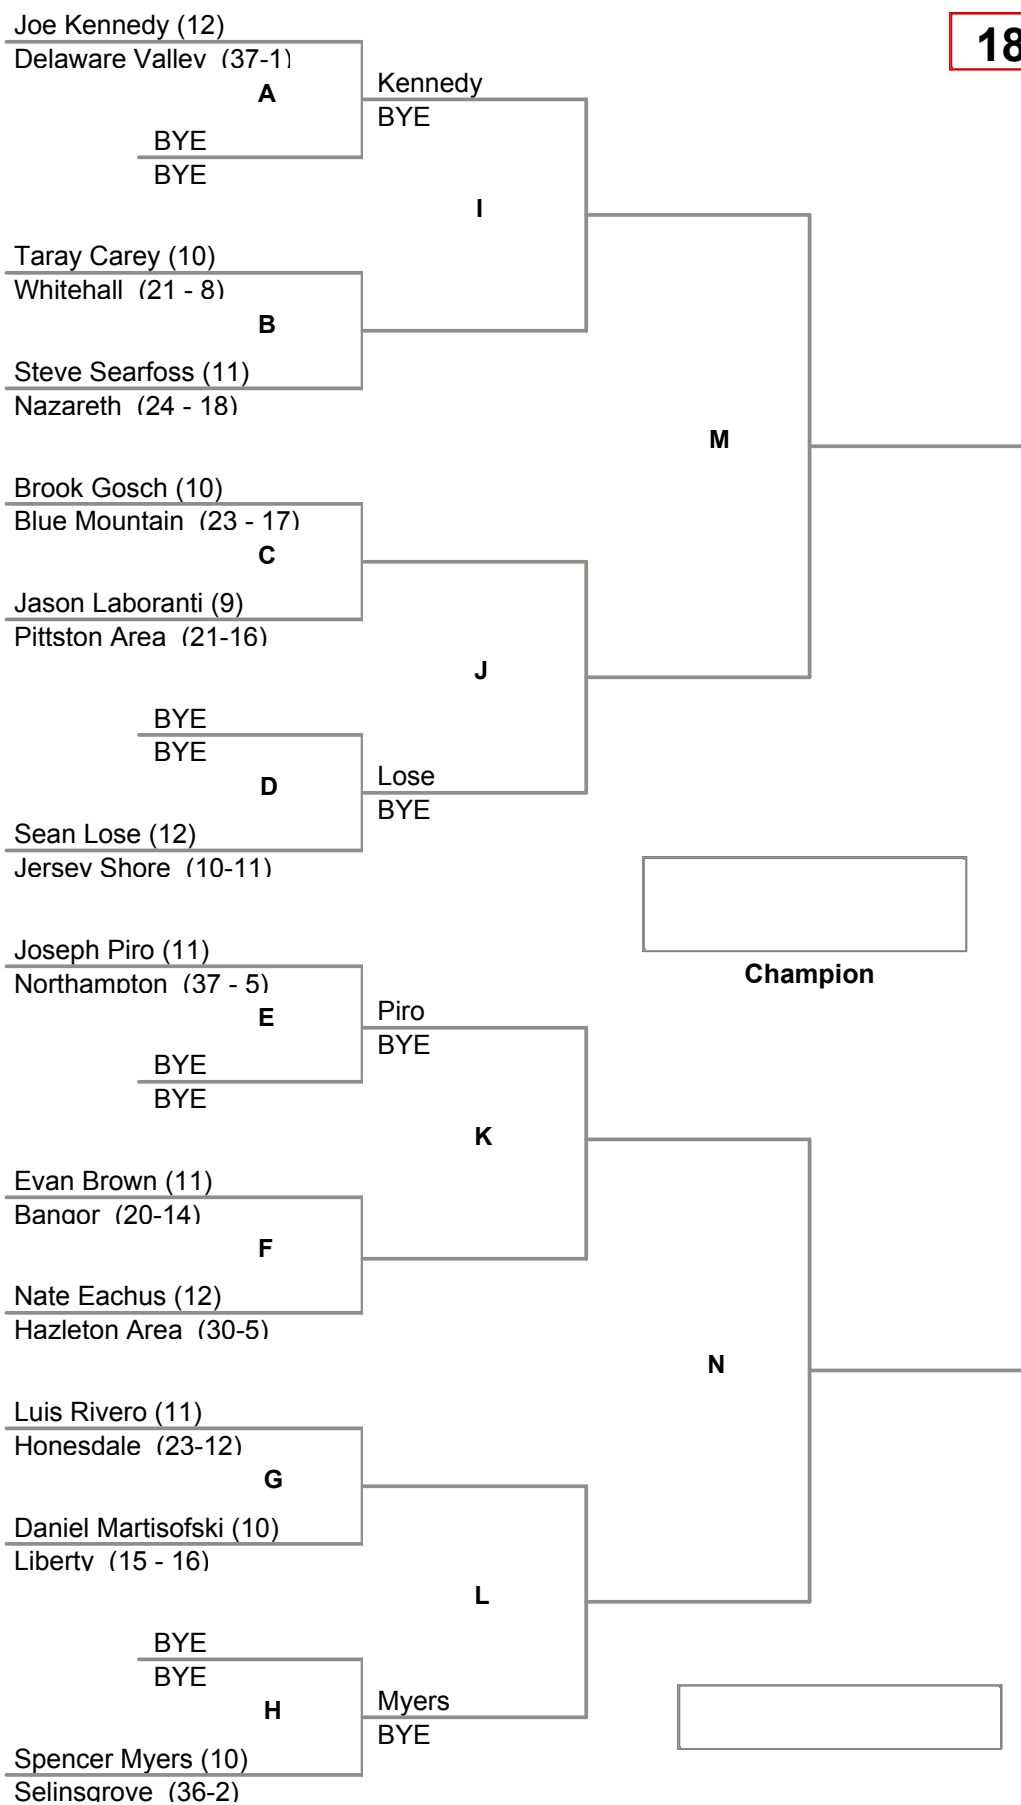 Joe Kennedy (12)
18
Delaware Valley (37-1)
Kennedy
A
BYE
BYE
BYE
I
Taray Carey (10)
Whitehall (21 - 8)
B
Steve Searfoss (11)
Nazareth (24 - 18)
M
Brook Gosch (10)
Blue Mountain (23 - 17)
C
Jason Laboranti (9)
Pittston Area (21-16)
J
BYE
BYE
Lose
D
BYE
Sean Lose (12)
Jersey Shore (10-11)
Joseph Piro (11)
Champion
Northampton (37 - 5)
Piro
E
BYE
BYE
BYE
K
Evan Brown (11)
Bangor (20-14)
F
Nate Eachus (12)
Hazleton Area (30-5)
N
Luis Rivero (11)
Honesdale (23-12)
G
Daniel Martisofski (10)
Liberty (15 - 16)
L
BYE
BYE
Myers
H
BYE
Spencer Myers (10)
Selinsgrove (36-2)